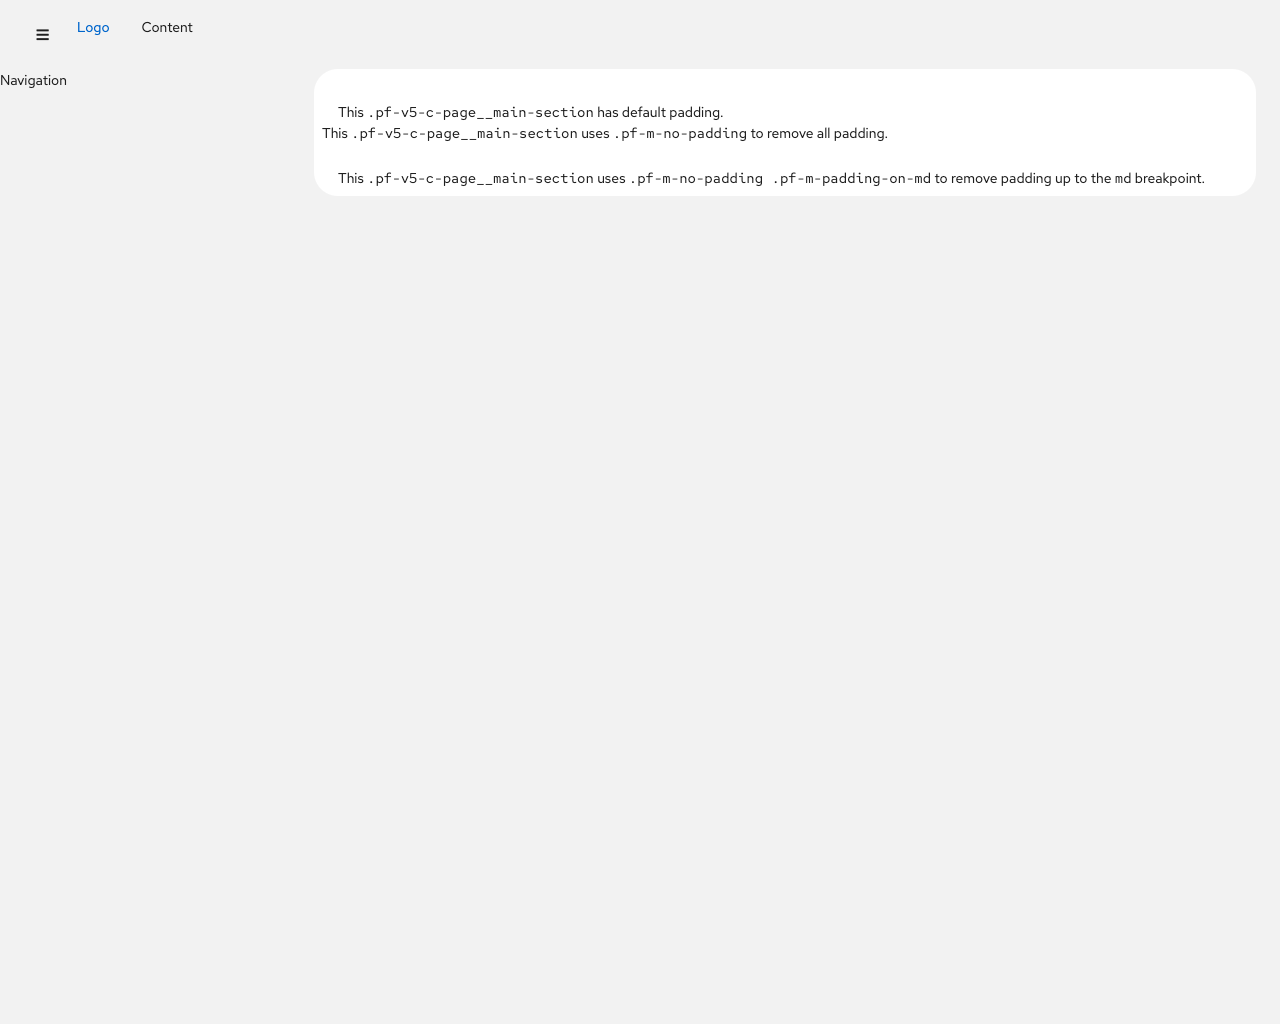 Logo Content
Navigation
This .pf-v5-c-page__main-section has default padding.
This .pf-v5-c-page__main-section uses .pf-m-no-padding to remove all padding.
This .pf-v5-c-page__main-section uses .pf-m-no-padding .pf-m-padding-on-md to remove padding up to the md breakpoint.